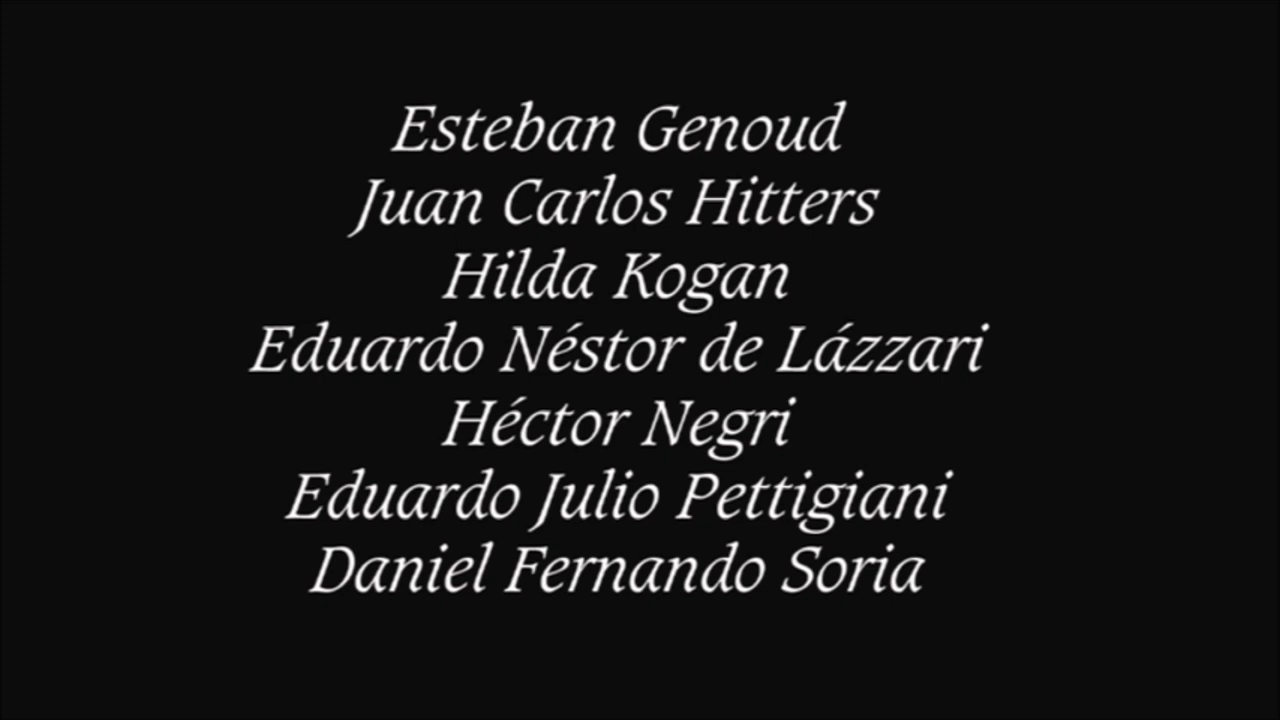 Esteban Genoud
Juan Carlos Hitters
Hilda Kogan
Eduardo Néstor de Lázzari
Héctor Negri
Eduardo Julio Pettigiani
Daniel Fernando Soria